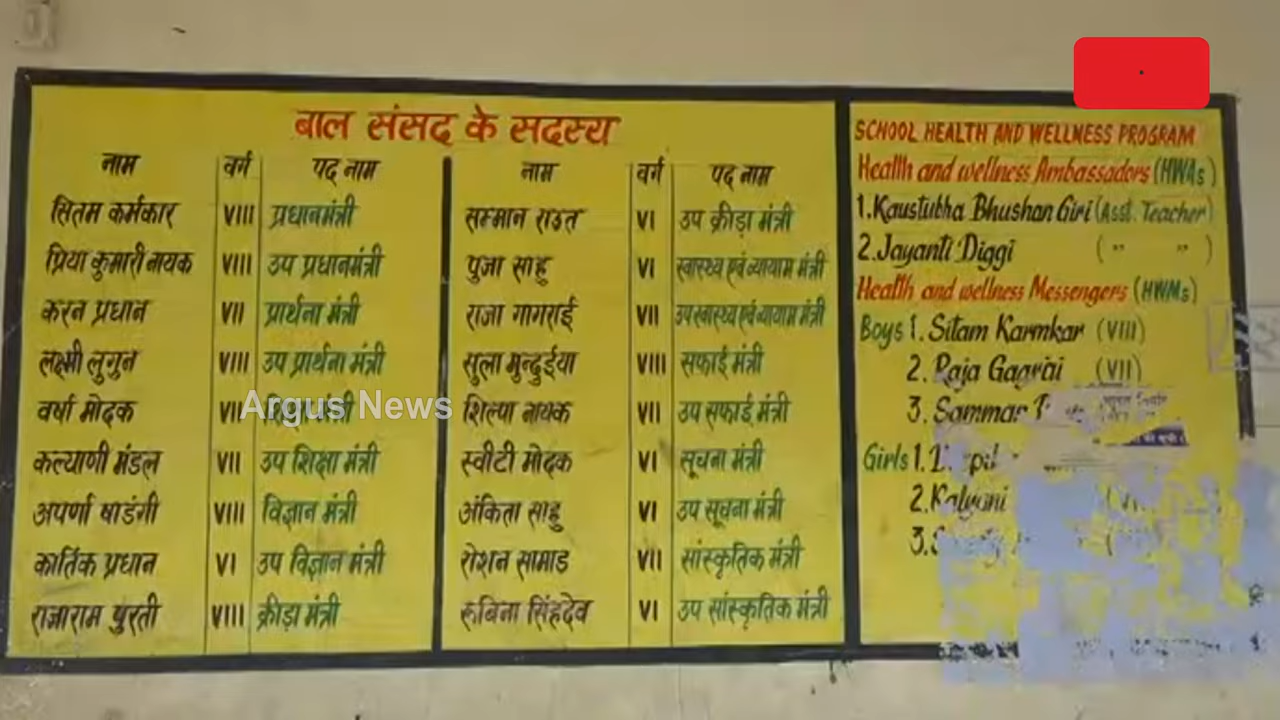 बाल संसद के सदस्य
नाम वर्ग पद नाम
सितम कर्मकार VIII प्रधानमंत्री
प्रिया कुमारी नायक VIII उप प्रधानमंत्री
करन प्रधान VII प्रार्थना मंत्री
लक्ष्मी लुगुन VIII उप प्रार्थना मंत्री
वर्षा मोदक
कल्याणी मंडल VII उप शिक्षा मंत्री
अपर्णा षाडंगी VIII विज्ञान मंत्री
कार्तिक प्रधान VI उप विज्ञान मंत्री
राजाराम पुरती VIII क्रीड़ा मंत्री
नाम वर्ग पद नाम
सम्मान राउत VI उप क्रीड़ा मंत्री
पुजा साहु VI स्वास्थ्य एवं व्यायाम मंत्री
राजा गागराई VII उप स्वास्थ्य एवं व्यायाम मंत्री
सुला मुन्दुईया VIII सफाई मंत्री
शिल्पा नायक VII उप सफाई मंत्री
स्वीटी मोदक VI सूचना मंत्री
अंकिता साहु VI उप सूचना मंत्री
रोशन सामाड VII सांस्कृतिक मंत्री
रूबिना सिंहदेव VI उप सांस्कृतिक मंत्री
SCHOOL HEALTH AND WELLNESS PROGRAM
Health and wellness Ambassadors (HWAs)
1. Kaustubha Bhushan Giri (Asst. Teacher)
2. Jayanti Diggi ( " " )
Health and wellness Messengers (HWMs)
Boys 1. Sitam Karmkar (VIII)
2. Raja Gagrai (VII)
3.
Girls 1.
2. Kalyani
3.
Argus News